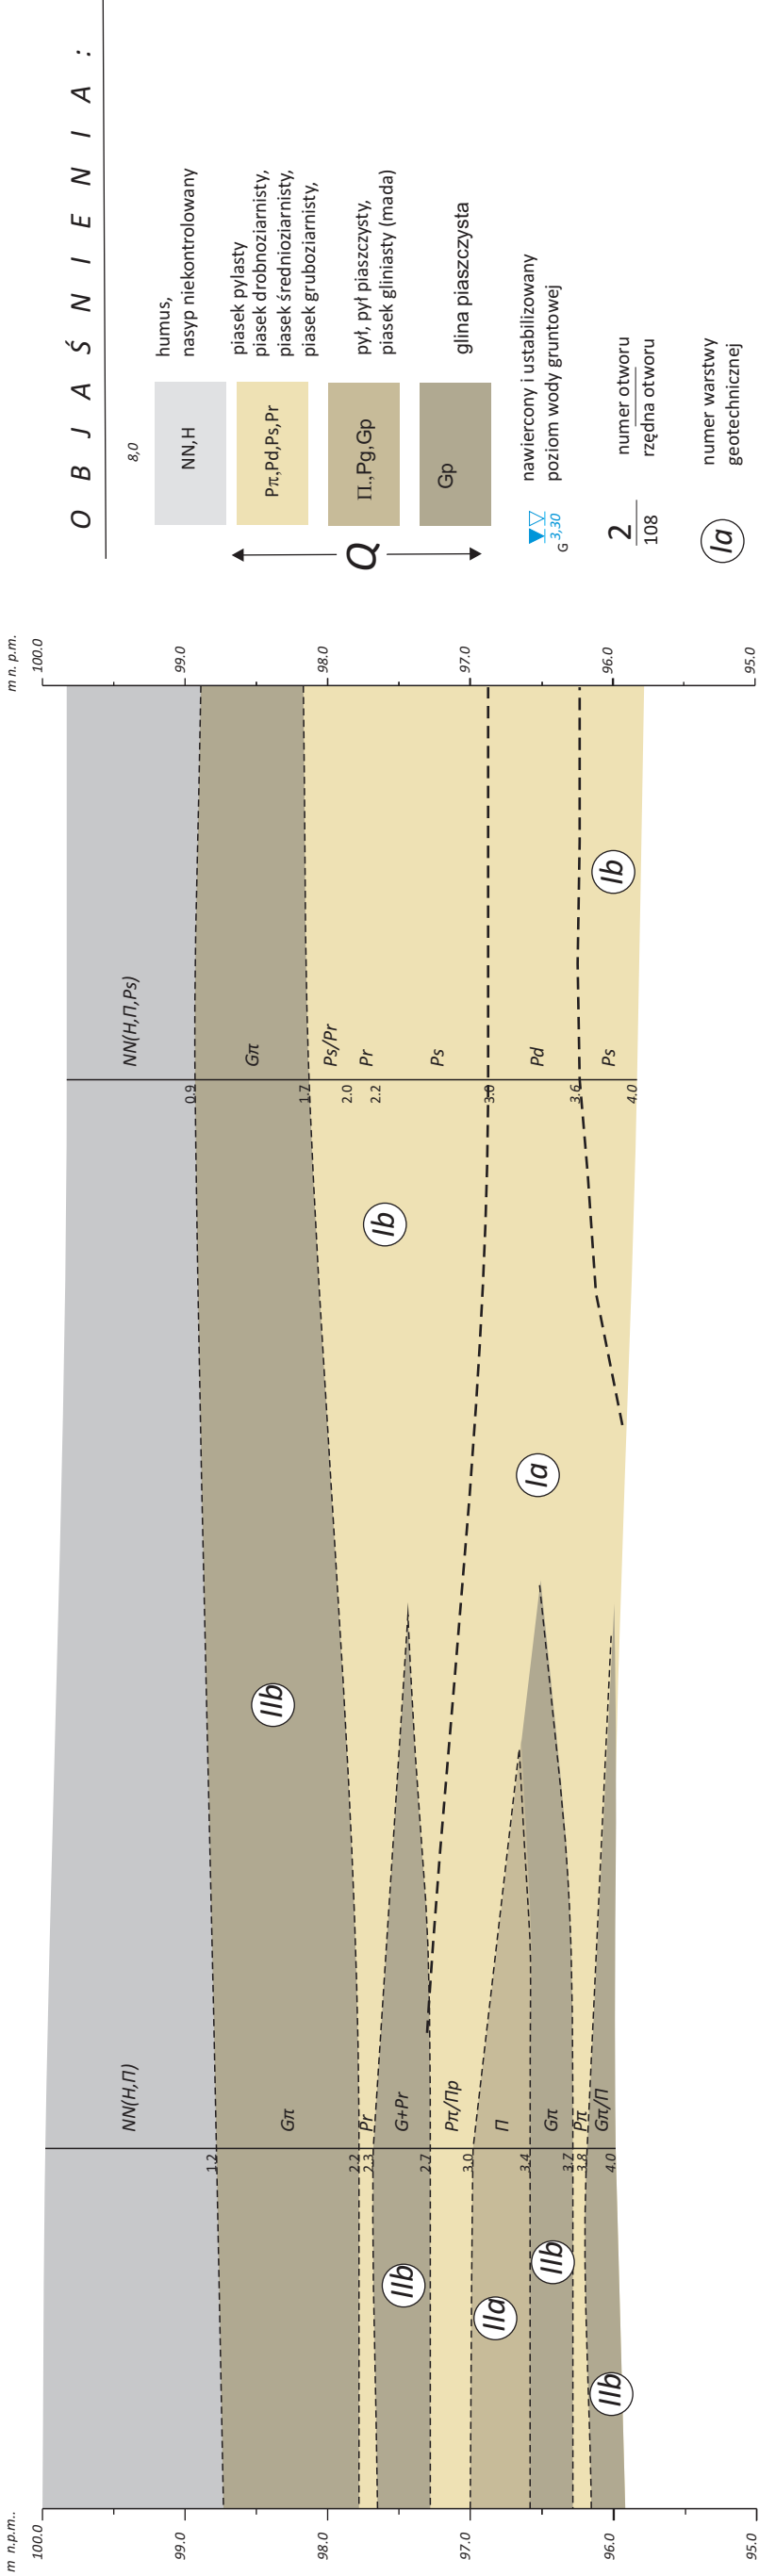 m n.p.m..
100.0
99.0
98.0
97.0
96.0
95.0
NN(H,Π)
1.2
Gπ
2.2
Pr
2.3
G+Pr
2.7
Pπ/Πp
3.0
Π
3.4
Gπ
3.7
Pπ
3.8
Gπ/Π
4.0
IIb
IIb
IIa
IIb
IIb
Ia
Ib
Ib
NN(H,Π,Ps)
0.9
Gπ
1.7
Ps/Pr
2.0
Pr
2.2
Ps
3.0
Pd
3.6
Ps
4.0
m n. p.m.
100.0
99.0
98.0
97.0
96.0
95.0
O B J A Ś N I E N I A :
8,0
NN,H
humus,
nasyp niekontrolowany
Pπ,Pd,Ps,Pr
piasek pylasty
piasek drobnoziarnisty,
piasek średnioziarnisty,
piasek gruboziarnisty,
Q
Π.,Pg,Gp
pył, pył piaszczysty,
piasek gliniasty (mada)
Gp
glina piaszczysta
G 3,30
nawiercony i ustabilizowany
poziom wody gruntowej
2
108
numer otworu
rzędna otworu
Ia
numer warstwy
geotechnicznej